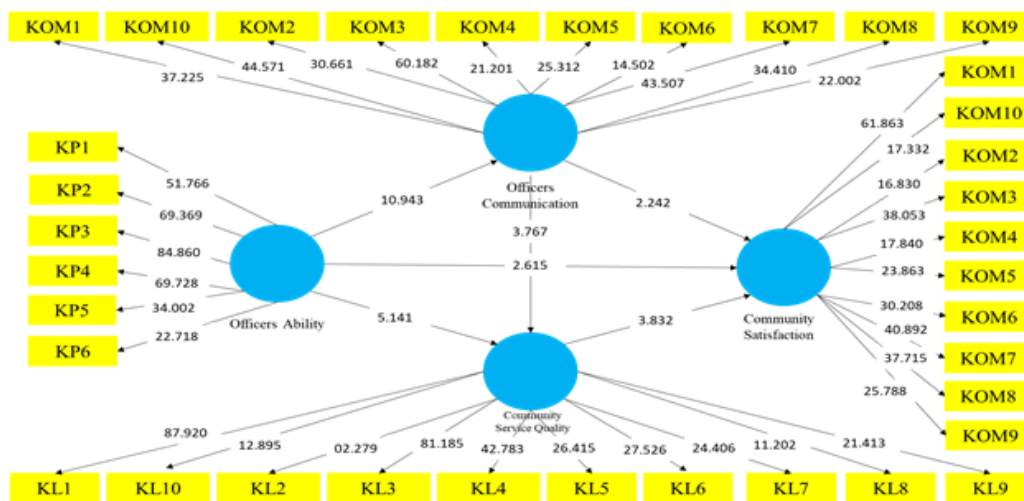 KOM1 KOM10 KOM2 KOM3 KOM4 KOM5 KOM6 KOM7 KOM8 KOM9
37.225 44.571 30.661 60.182 21.201 25.312 14.502 43.507 34.410 22.002
Officers
Communication
KP1
KP2
KP3
KP4
KP5
KP6
51.766
69.369
84.860
69.728
34.002
22.718
Officers Ability
10.943
3.767
2.615
5.141
2.242
3.832
Community
Satisfaction
61.863
17.332
16.830
38.053
17.840
23.863
30.208
40.892
37.715
25.788
KOM1
KOM10
KOM2
KOM3
KOM4
KOM5
KOM6
KOM7
KOM8
KOM9
Community
Service Quality
87.920 12.895 02.279 81.185 42.783 26.415 27.526 24.406 11.202 21.413
KL1 KL10 KL2 KL3 KL4 KL5 KL6 KL7 KL8 KL9